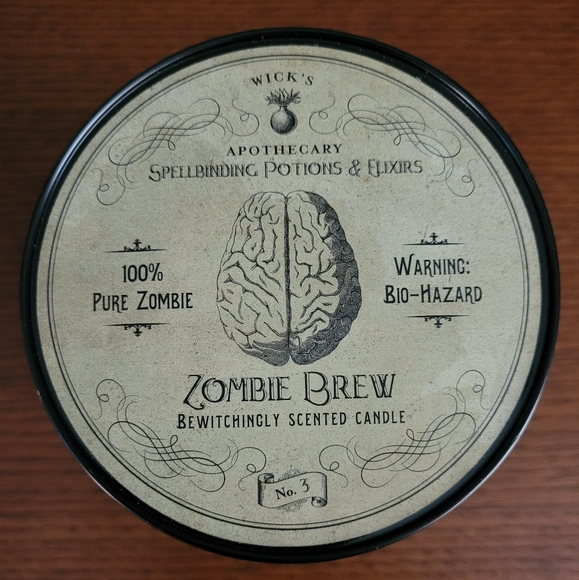 WICK'S
APOTHECARY
SPELLBINDING POTIONS & ELIXIRS
100%
PURE ZOMBIE
WARNING:
BIO-HAZARD
ZOMBIE BREW
BEWITCHINGLY SCENTED CANDLE
No. 3